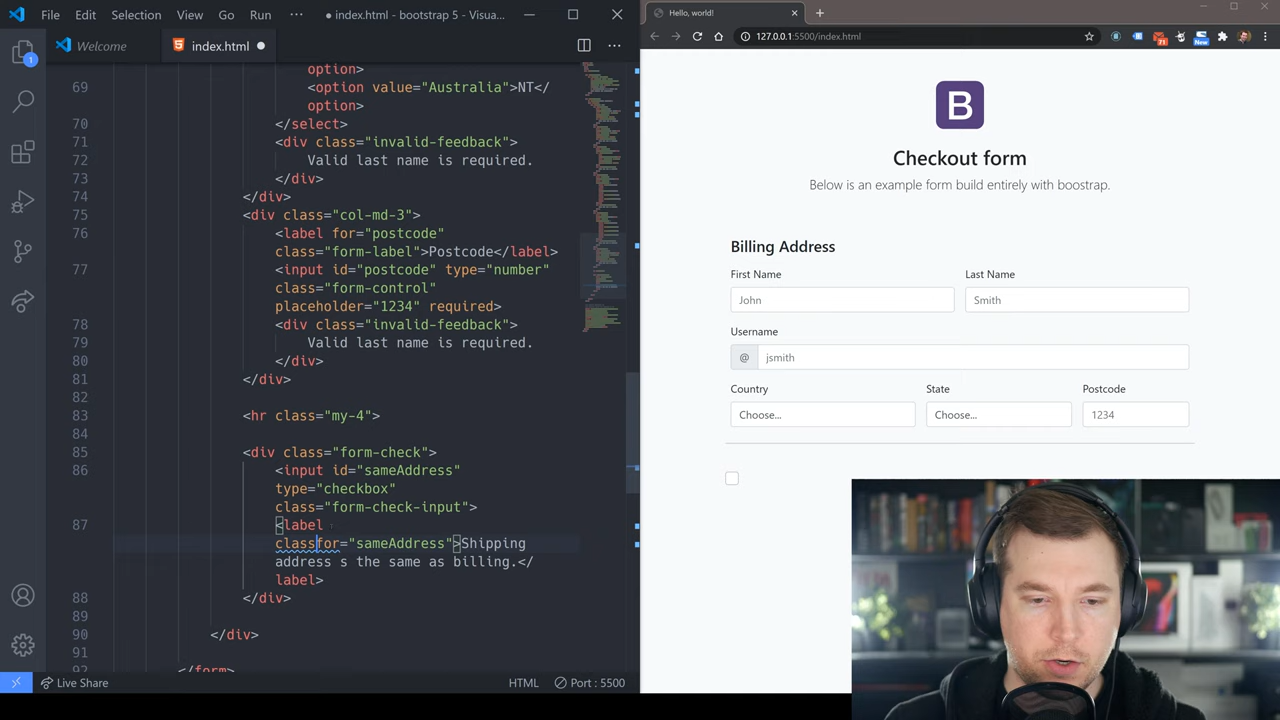 File Edit Selection View Go Run ··· ● index.html - bootstrap 5 - Visua...
Welcome
index.html ●
1
option>
69 <option value="Australia">NT</
option>
70 </select>
71 <div class="invalid-feedback">
72 Valid last name is required.
73 </div>
74 </div>
75 <div class="col-md-3">
76 <label for="postcode"
class="form-label">Postcode</label>
77 <input id="postcode" type="number"
class="form-control"
placeholder="1234" required>
78 <div class="invalid-feedback">
79 Valid last name is required.
80 </div>
81 </div>
82
83 <hr class="my-4">
84
85 <div class="form-check">
86 <input id="sameAddress"
type="checkbox"
class="form-check-input">
87 <label
classfor="sameAddress">Shipping
address s the same as billing.</
label>
88 </div>
89
90 </div>
91
92 </form>
Live Share
HTML
Port : 5500
Hello, world!
127.0.0.1:5500/index.html
71
New
B
Checkout form
Below is an example form build entirely with boostrap.
Billing Address
First Name
Last Name
John
Smith
Username
@ jsmith
Country
State
Postcode
Choose...
Choose...
1234